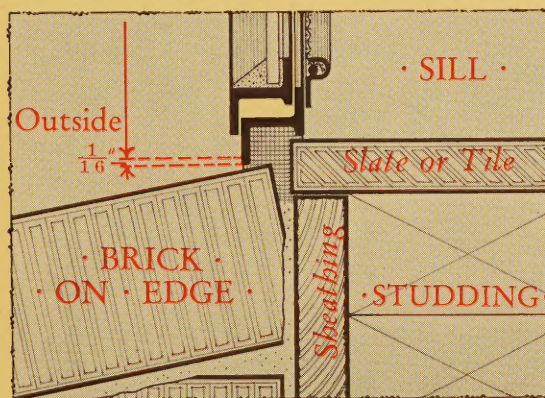 · SILL ·
Outside
1/16"
Slate or Tile
· BRICK ·
· ON · EDGE ·
Sheathing
· STUDDING ·